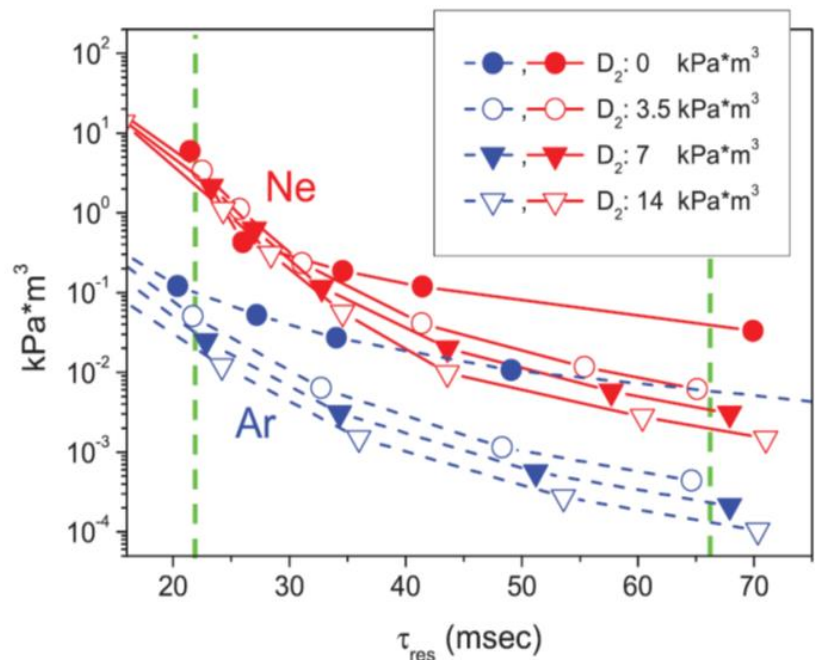 10²
10¹
10⁰
10⁻¹
10⁻²
10⁻³
10⁻⁴
kPa*m³
D₂: 0 kPa*m³
D₂: 3.5 kPa*m³
D₂: 7 kPa*m³
D₂: 14 kPa*m³
Ne
Ar
20 30 40 50 60 70
τres (msec)